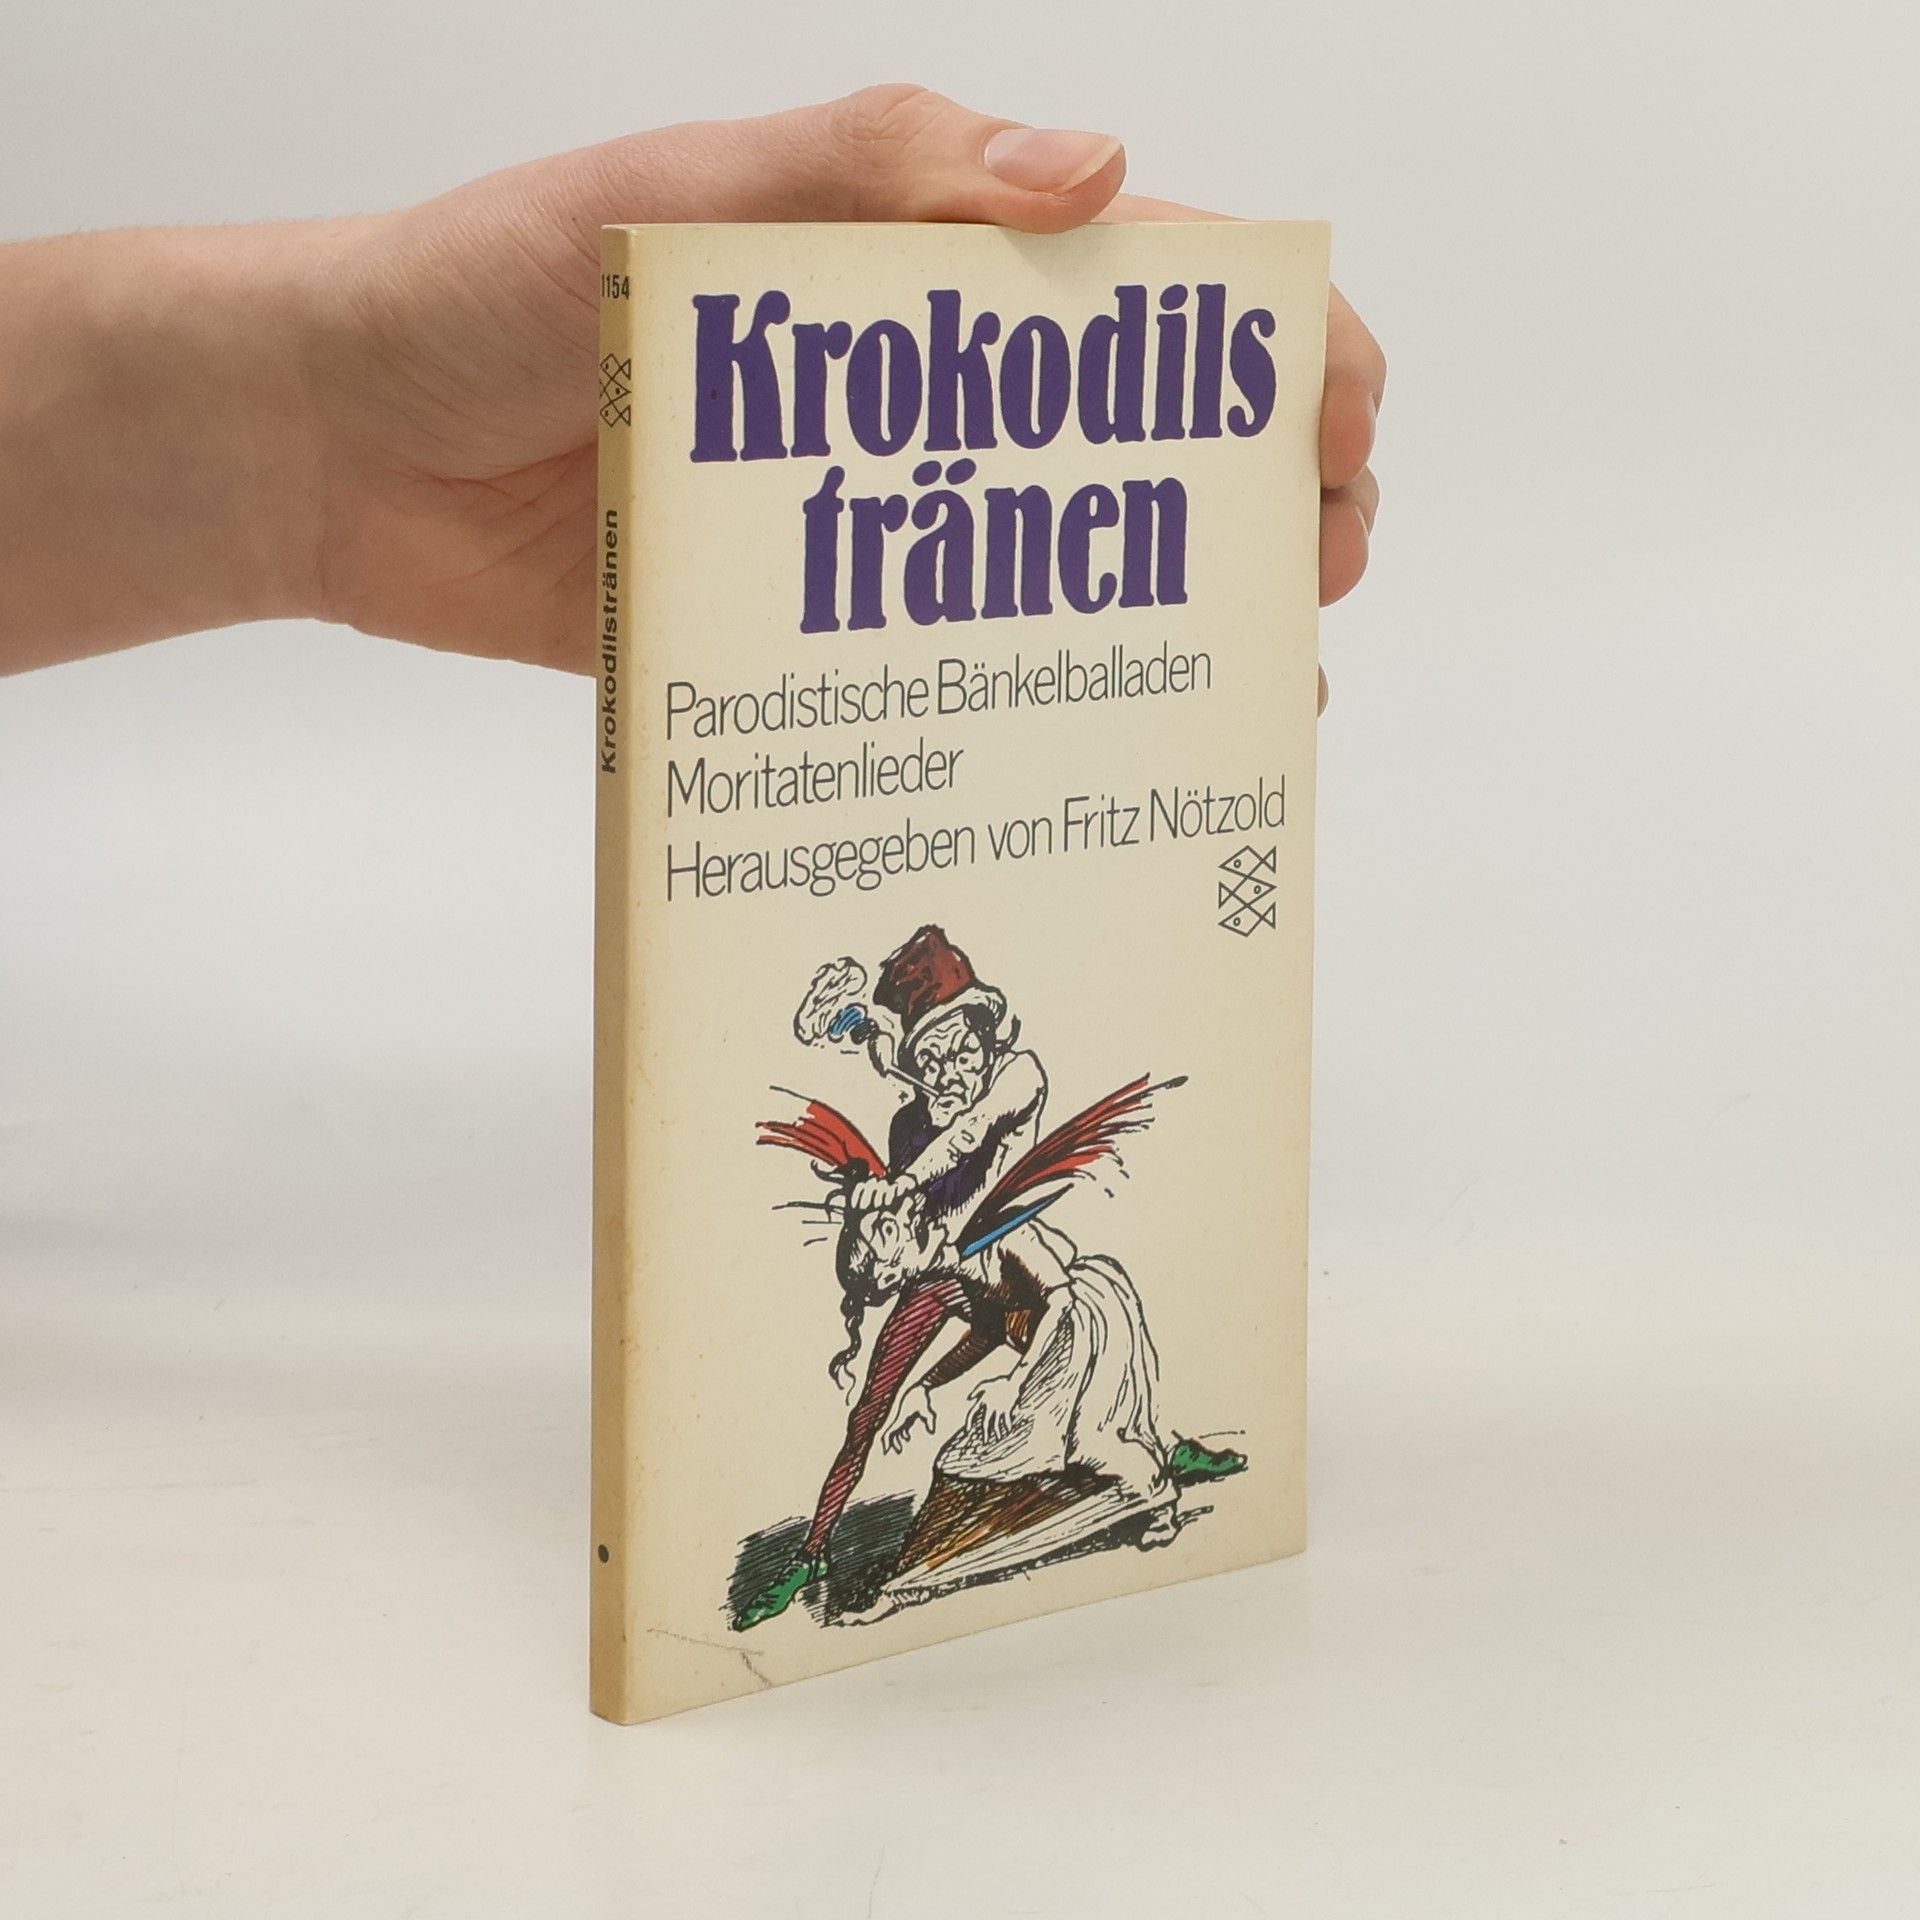 1154
Krokodilstränen
Krokodils
tränen
Parodistische Bänkelballaden
Moritatenlieder
Herausgegeben von Fritz Nötzold